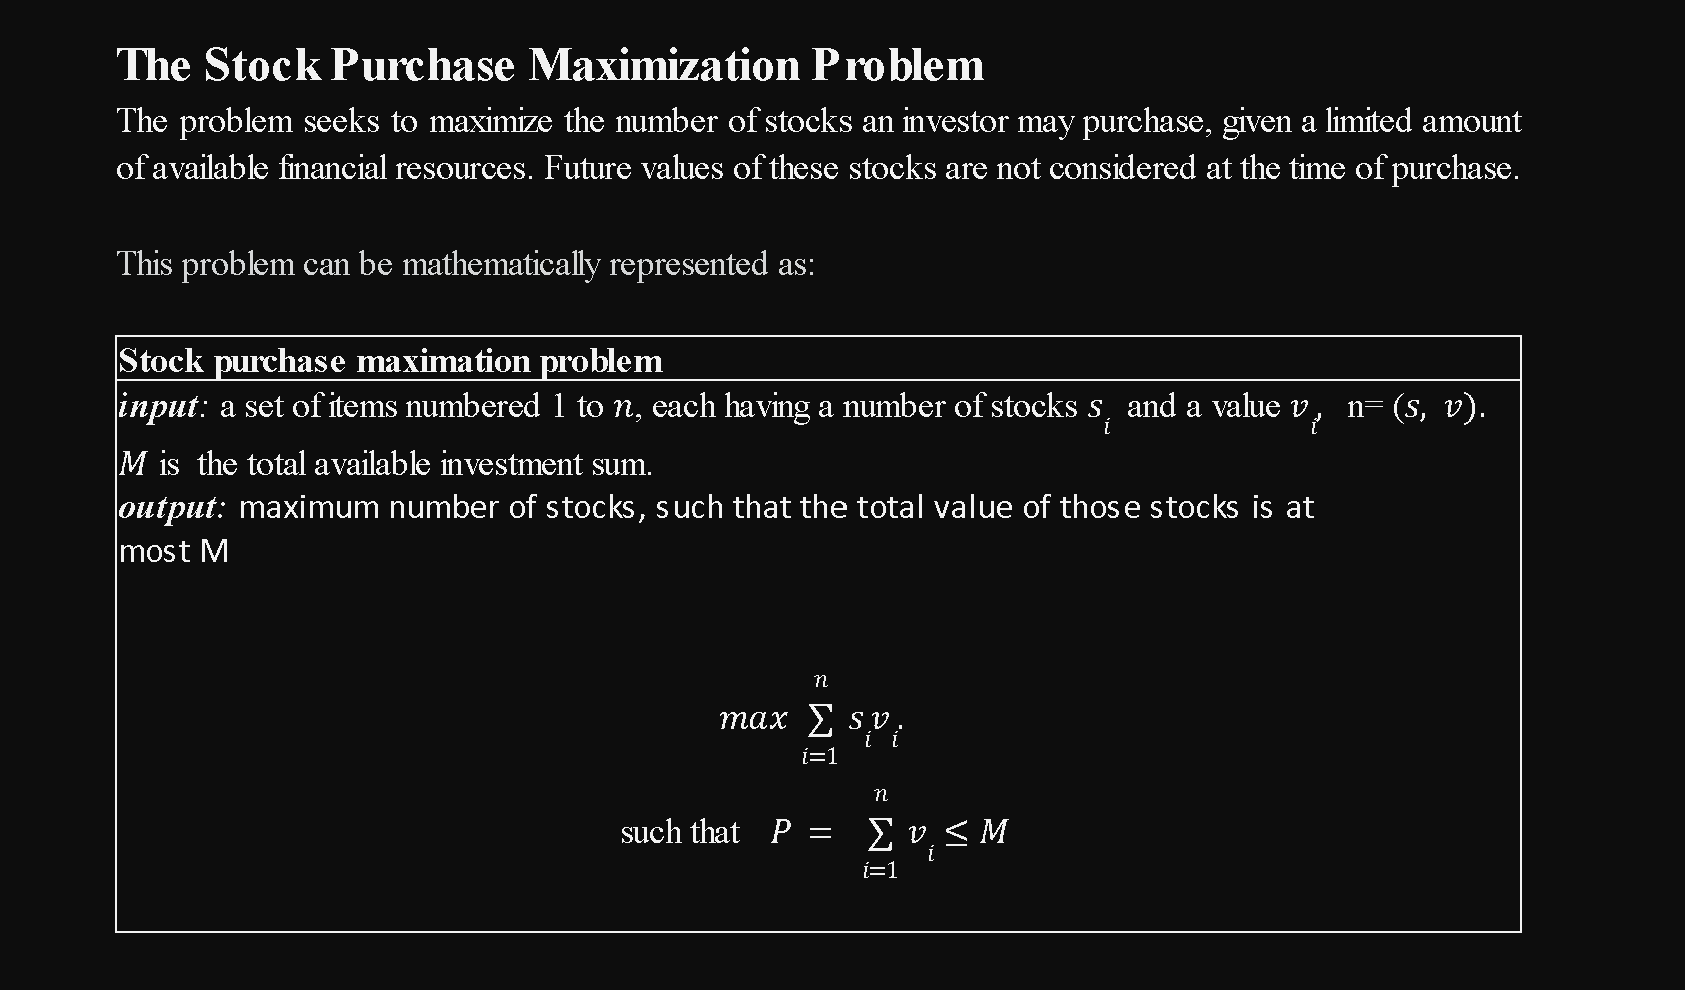 The Stock Purchase Maximization Problem
The problem seeks to maximize the number of stocks an investor may purchase, given a limited amount
of available financial resources. Future values of these stocks are not considered at the time of purchase.
This problem can be mathematically represented as:
Stock purchase maximation problem
input: a set of items numbered 1 to n, each having a number of stocks s_i and a value v_i, n= (s, v).
M is the total available investment sum.
output: maximum number of stocks, such that the total value of those stocks is at
most M
max ∑_{i=1}^{n} s_i v_i.
such that P = ∑_{i=1}^{n} v_i ≤ M